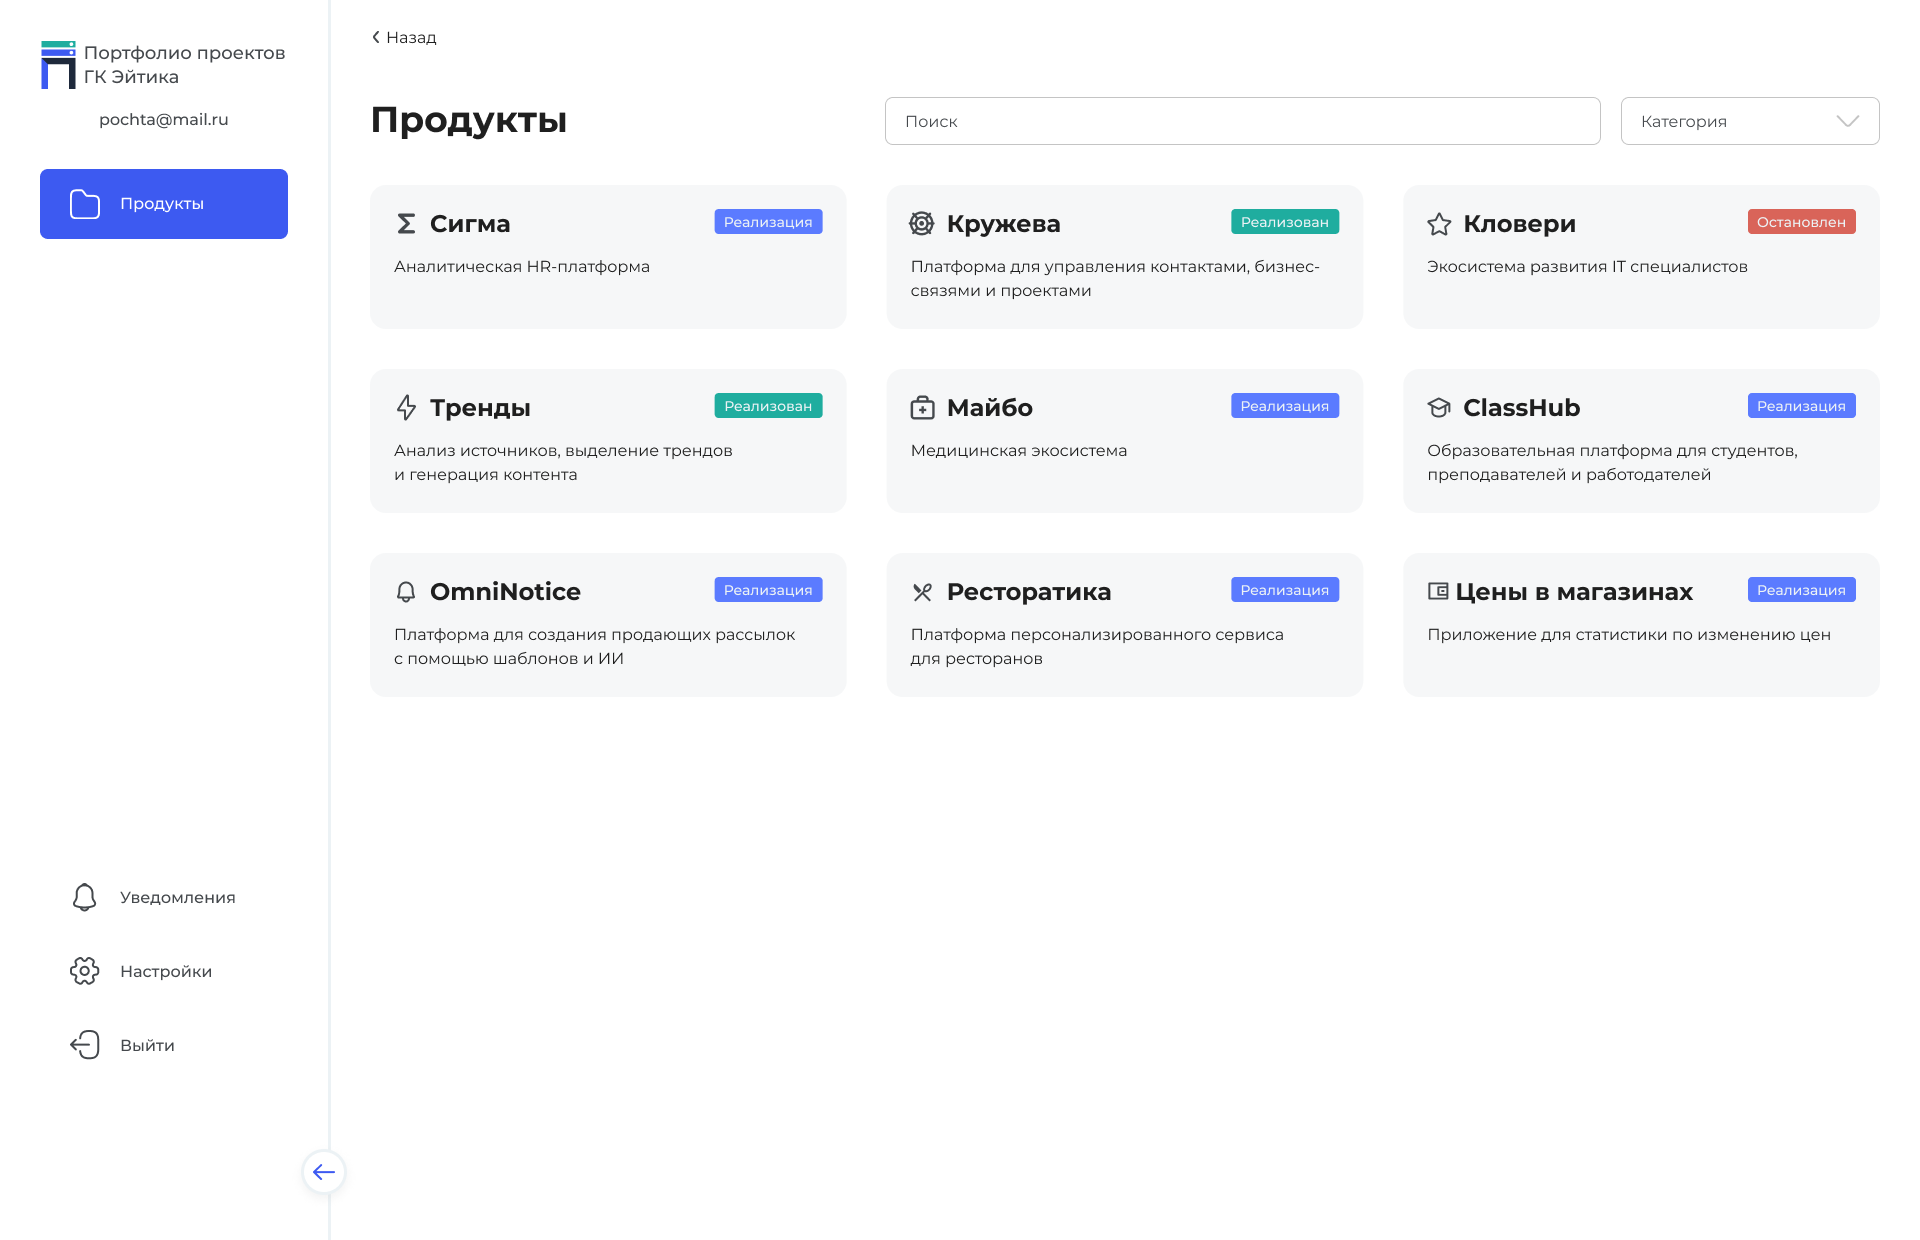 Портфолио проектов
ГК Эйтика
pochta@mail.ru
Продукты
Уведомления
Настройки
Выйти
Назад
Продукты
Поиск
Категория
Сигма
Реализация
Аналитическая HR-платформа
Кружева
Реализован
Платформа для управления контактами, бизнес-
связями и проектами
Кловери
Остановлен
Экосистема развития IT специалистов
Тренды
Реализован
Анализ источников, выделение трендов
и генерация контента
Майбо
Реализация
Медицинская экосистема
ClassHub
Реализация
Образовательная платформа для студентов,
преподавателей и работодателей
OmniNotice
Реализация
Платформа для создания продающих рассылок
с помощью шаблонов и ИИ
Ресторатика
Реализация
Платформа персонализированного сервиса
для ресторанов
Цены в магазинах
Реализация
Приложение для статистики по изменению цен